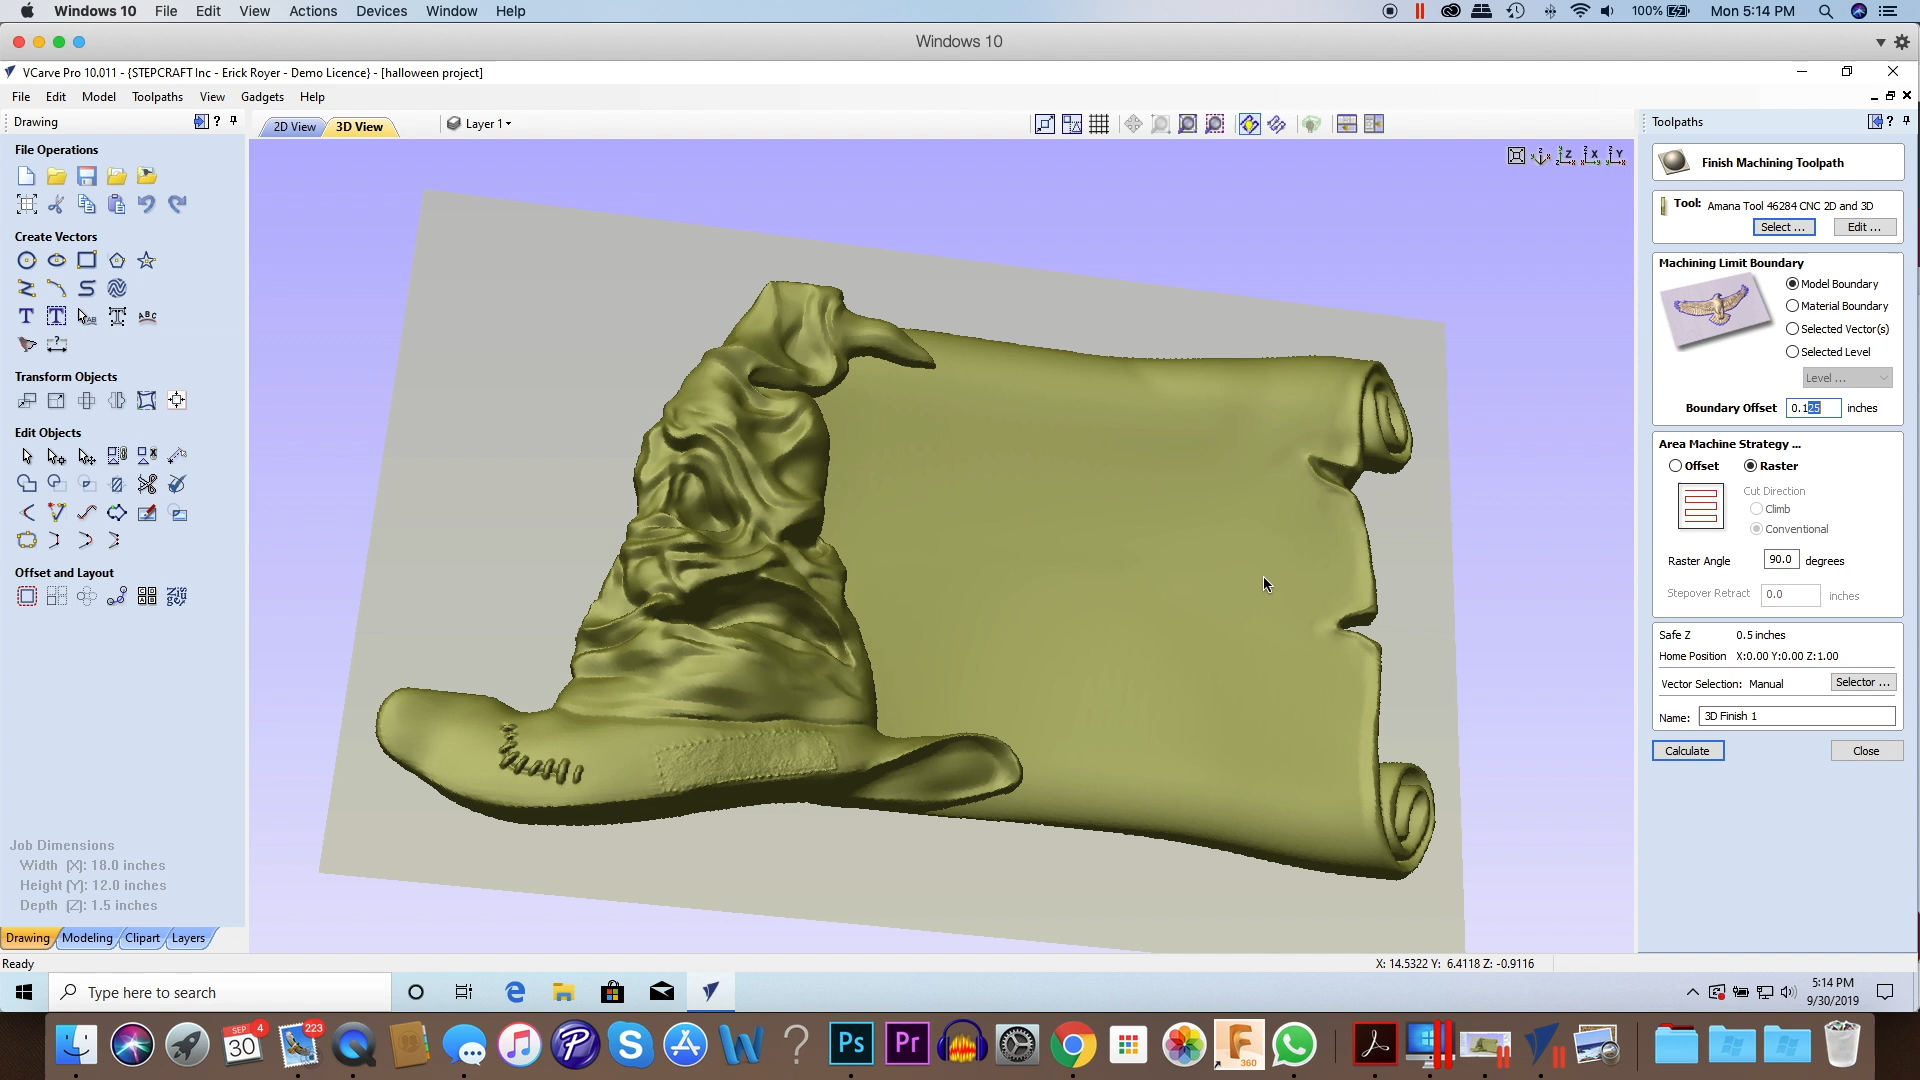 Windows 10 File Edit View Actions Devices Window Help
100% Mon 5:14 PM
Windows 10
VCarve Pro 10.011 - {STEPCRAFT Inc - Erick Royer - Demo Licence} - [halloween project]
File Edit Model Toolpaths View Gadgets Help
Drawing
2D View 3D View Layer 1
Toolpaths
File Operations
Finish Machining Toolpath
Tool: Amana Tool 46284 CNC 2D and 3D
Select ... Edit ...
Create Vectors
Machining Limit Boundary
Model Boundary
Material Boundary
Selected Vector(s)
Selected Level
Level ...
Transform Objects
Boundary Offset 0.125 inches
Edit Objects
Area Machine Strategy ...
Offset Raster
Cut Direction
Climb
Conventional
Raster Angle 90.0 degrees
Stepover Retract 0.0 inches
Offset and Layout
Safe Z 0.5 inches
Home Position X:0.00 Y:0.00 Z:1.00
Vector Selection: Manual Selector ...
Name: 3D Finish 1
Calculate Close
Job Dimensions
Width (X): 18.0 inches
Height (Y): 12.0 inches
Depth (Z): 1.5 inches
Drawing Modeling Clipart Layers
Ready
X: 14.5322 Y: 6.4118 Z: -0.9116
Type here to search
5:14 PM
9/30/2019
SEP 4
30
223
Ps
Pr
360